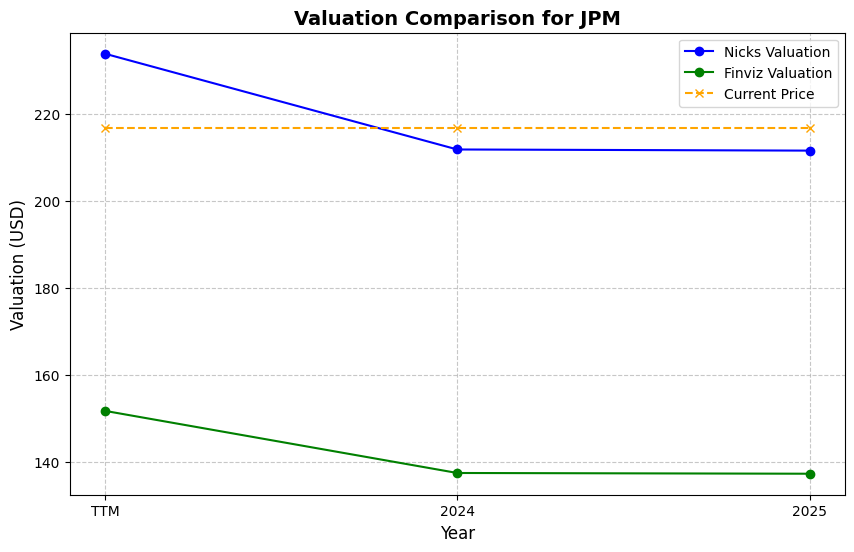 Valuation Comparison for JPM
Nicks Valuation
Finviz Valuation
Current Price
Valuation (USD)
220
200
180
160
140
TTM
2024
2025
Year